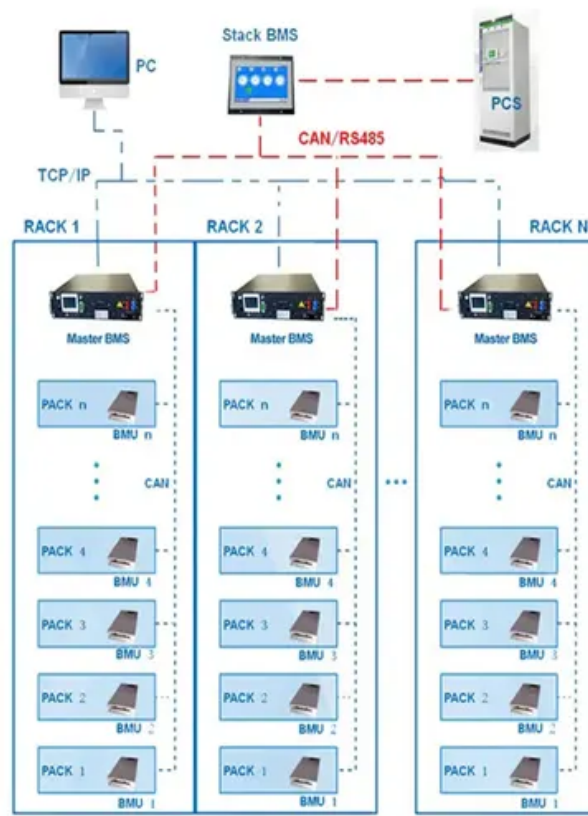 Stack BMS
PC
PCS
CAN/RS485
TCP/IP
RACK 1
RACK 2
RACK N
Master BMS
Master BMS
Master BMS
PACK n
PACK n
PACK n
BMU n
BMU n
BMU n
CAN
CAN
CAN
PACK 4
PACK 4
PACK 4
BMU 4
BMU 4
BMU 4
PACK 3
PACK 3
PACK 3
BMU 3
BMU 3
BMU 3
PACK 2
PACK 2
PACK 2
BMU 2
BMU 2
BMU 2
PACK 1
PACK 1
PACK 1
BMU 1
BMU 1
BMU 1